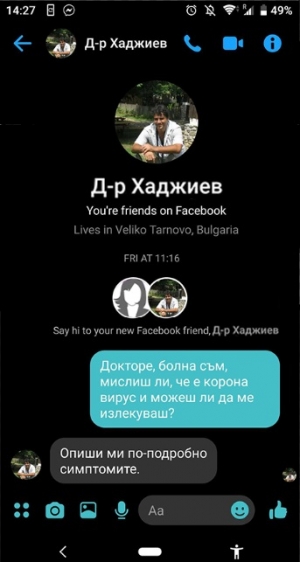 14:27
49%
Д-р Хаджиев
Д-р Хаджиев
You're friends on Facebook
Lives in Veliko Tarnovo, Bulgaria
FRI AT 11:16
Say hi to your new Facebook friend, Д-р Хаджиев
Докторе, болна съм,
мислиш ли, че е корона
вирус и можеш ли да ме
излекуваш?
Опиши ми по-подробно
симптомите.
Aa